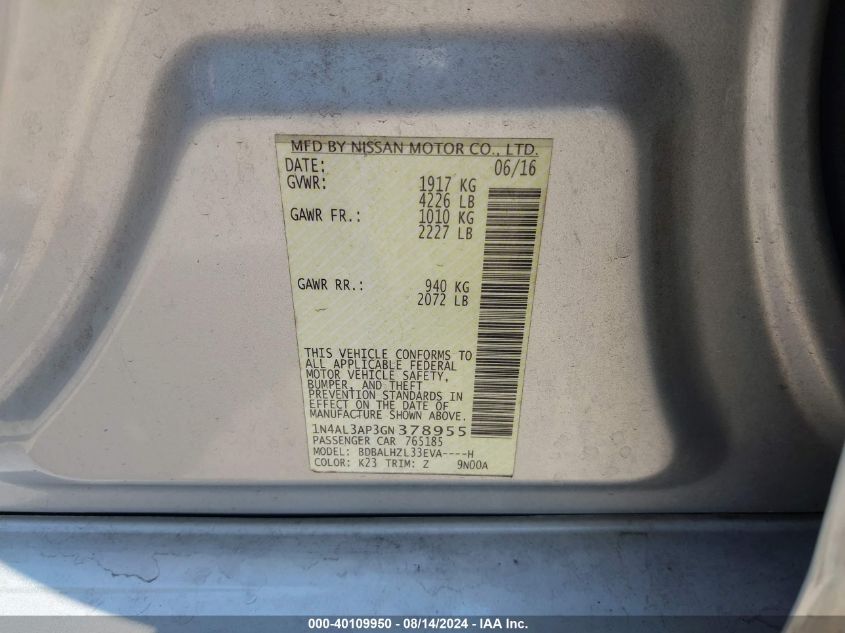 MFD BY NISSAN MOTOR CO., LTD.
DATE: 06/16
GVWR: 1917 KG
4226 LB
GAWR FR.: 1010 KG
2227 LB
GAWR RR.: 940 KG
2072 LB
THIS VEHICLE CONFORMS TO
ALL APPLICABLE FEDERAL
MOTOR VEHICLE SAFETY,
BUMPER, AND THEFT
PREVENTION STANDARDS IN
EFFECT ON THE DATE OF
MANUFACTURE SHOWN ABOVE.
1N4AL3AP3GN378955
PASSENGER CAR 765185
MODEL: BDBALHZL33EVA----H
COLOR: K23 TRIM: Z 9N00A
000-40109950 - 08/14/2024 - IAA Inc.